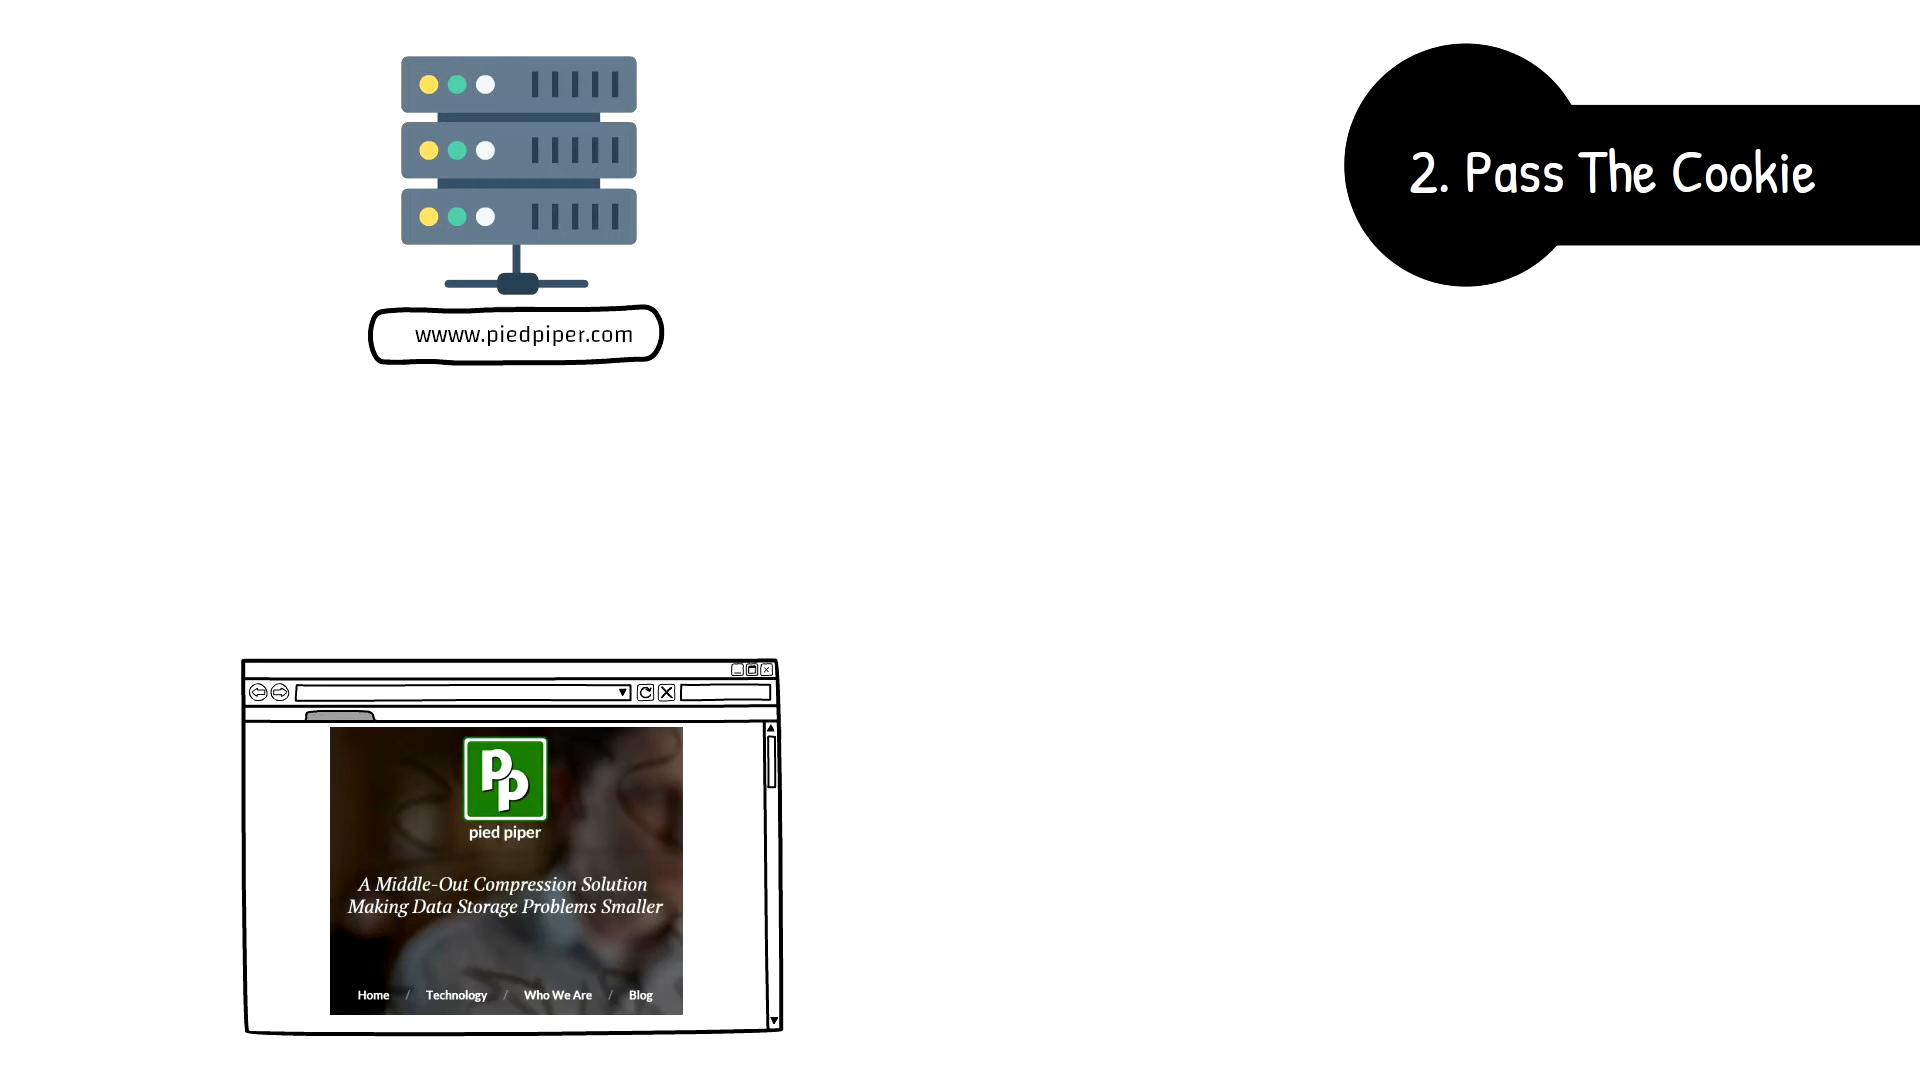 2. Pass The Cookie
wwww.piedpiper.com
pp
pied piper
A Middle-Out Compression Solution
Making Data Storage Problems Smaller
Home / Technology / Who We Are / Blog